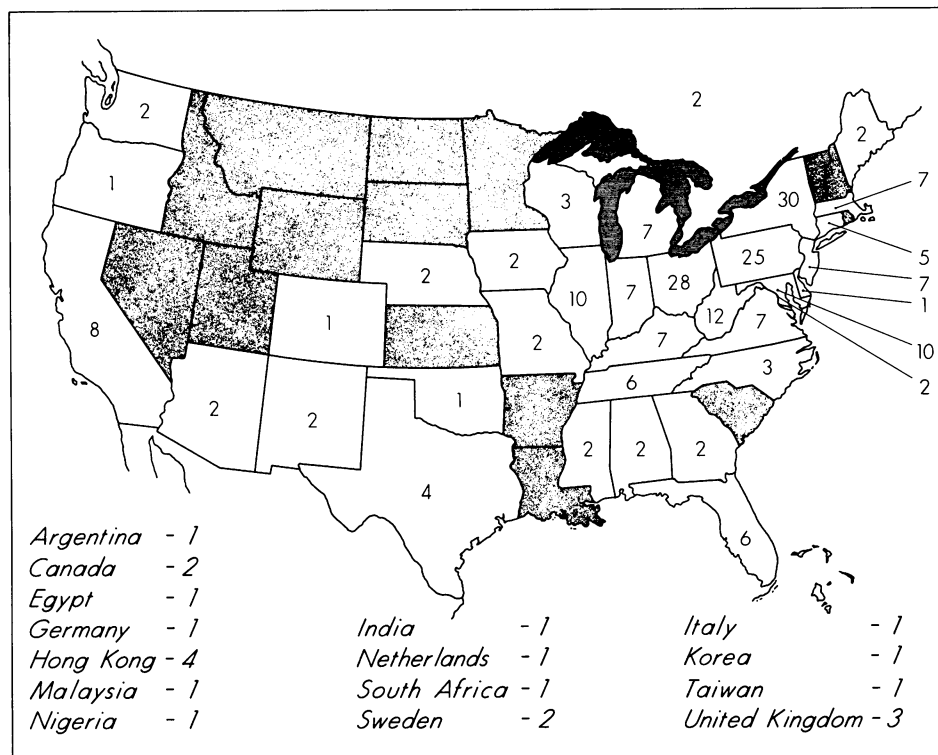 2
2
2
1
7
3
30
7
5
2
2
25
7
10
7
28
1
8
1
12
7
10
2
7
2
6
3
2
2
1
2
2
2
4
6
Argentina - 1
Canada - 2
Egypt - 1
Germany - 1
Hong Kong - 4
Malaysia - 1
Nigeria - 1
India - 1
Netherlands - 1
South Africa - 1
Sweden - 2
Italy - 1
Korea - 1
Taiwan - 1
United Kingdom - 3